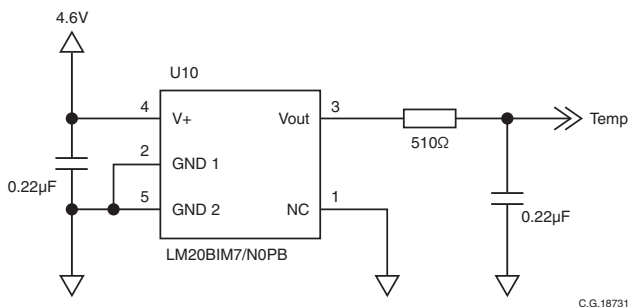 4.6V
U10
4
V+
Vout
3
Temp
510Ω
2
GND 1
0.22µF
5
GND 2
NC
1
0.22µF
LM20BIM7/N0PB
C.G.18731